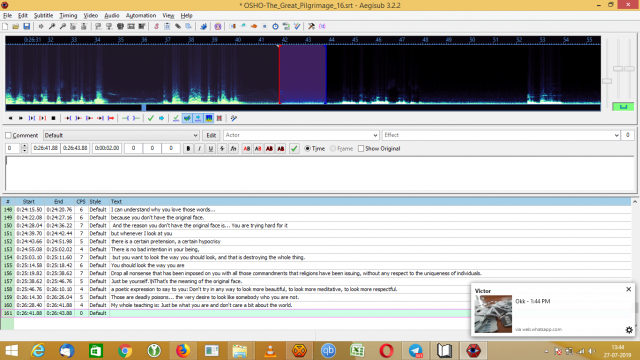 * OSHO-The_Great_Pilgrimage_16.srt - Aegisub 3.2.2
File Edit Subtitle Timing Video Audio Automation View Help
0:26:31 32 33 34 35 36 37 38 39 40 41 42 43 44 45 46 47 48 49 50 51 52 53 54 55
Comment Default Edit Actor Effect 0
0 0:26:41.88 0:26:43.88 0:00:02.00 0 0 0 B I U S fn AB AB AB AB Time Frame Show Original
# Start End CPS Style Text
148 0:24:15.50 0:24:20.76 6 Default I can understand why you love those words...
149 0:24:22.08 0:24:27.16 6 Default because you don't have the original face.
150 0:24:28.04 0:24:36.22 7 Default And the reason you don't have the original face is... You are trying hard for it
151 0:24:39.70 0:24:42.44 7 Default but whenever I look at you
152 0:24:43.66 0:24:51.98 5 Default there is a certain pretension, a certain hypocrisy
153 0:24:55.08 0:25:02.02 4 Default There is no bad intention in your being,
154 0:25:03.10 0:25:11.60 7 Default but you want to look the way you should look, and that is destroying the whole thing.
155 0:25:14.58 0:25:19.42 6 Default You should look the way you are
156 0:25:19.82 0:25:38.62 7 Default Drop all nonsense that has been imposed on you with all those commandments that religions have been issuing, without any respect to the uniqueness of individuals.
157 0:25:38.62 0:25:46.76 5 Default Just be yourself. \NThat's the meaning of the original face.
158 0:25:46.76 0:26:10.10 4 Default a poetic expression to say to you: Don't try in any way to look more beautiful, to look more meditative, to look more respectful.
159 0:26:14.30 0:26:26.04 5 Default Those are deadly poisons... the very desire to look like somebody who you are not.
160 0:26:28.40 0:26:41.88 4 Default My whole teaching is: Just be what you are and don't care a bit about the world.
161 0:26:41.88 0:26:43.88 0 Default
Victor
Okk - 1:44 PM
via web.whatsapp.com
13:44
27-07-2019